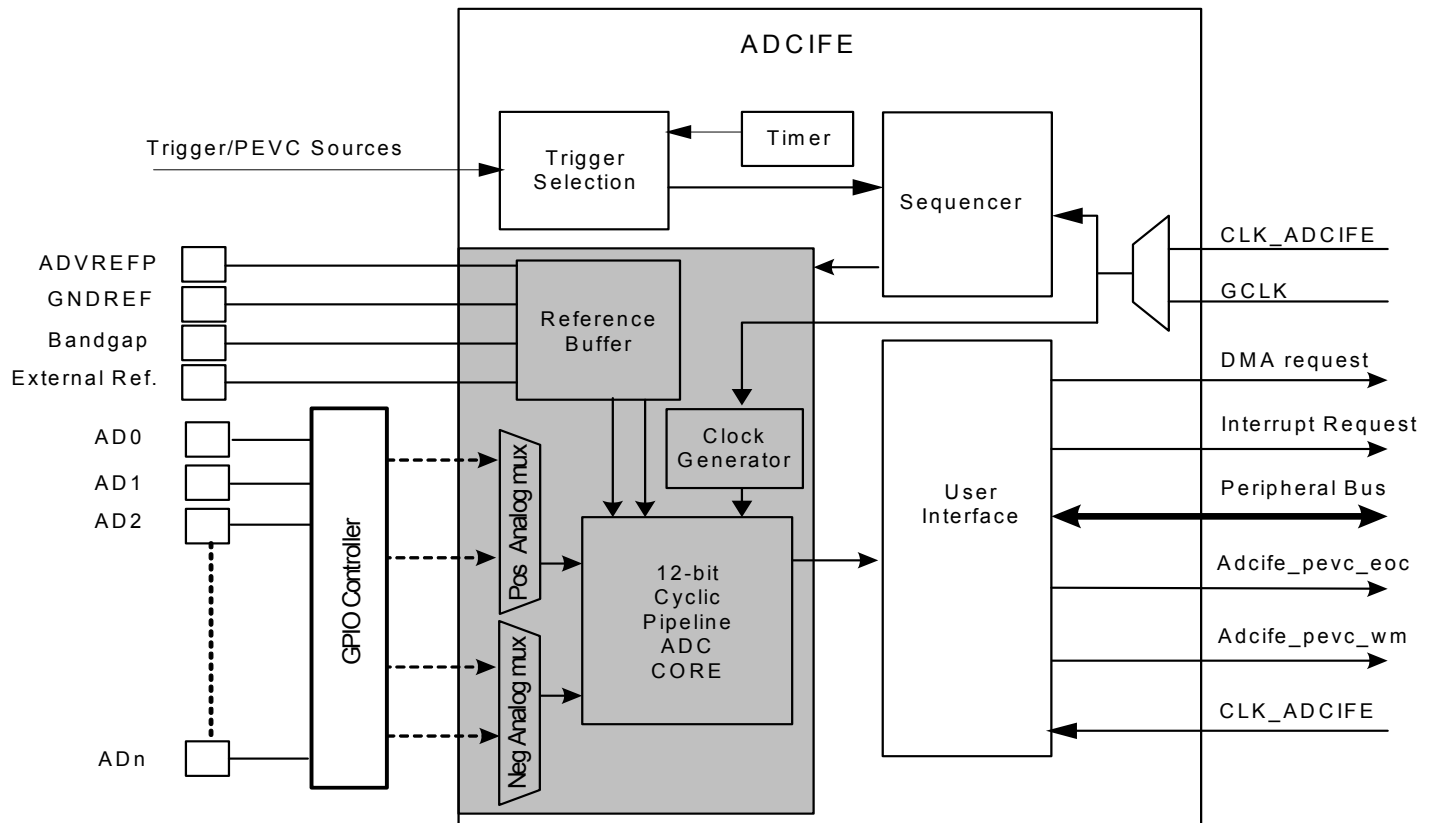 ADCIFE
Trigger/PEVC Sources
Trigger
Selection
Timer
Sequencer
CLK_ADCIFE
GCLK
ADVREFP
GNDREF
Bandgap
External Ref.
Reference
Buffer
AD0
AD1
AD2
ADn
GPIO Controller
Pos Analog mux
Neg Analog mux
Clock
Generator
12-bit
Cyclic
Pipeline
ADC
CORE
User
Interface
DMA request
Interrupt Request
Peripheral Bus
Adcife_pevc_eoc
Adcife_pevc_wm
CLK_ADCIFE